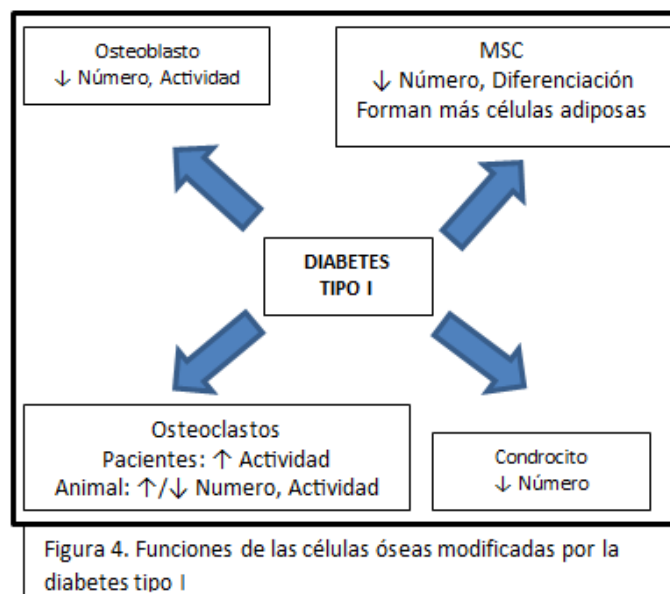 Osteoblasto
↓ Número, Actividad
MSC
↓ Número, Diferenciación
Forman más células adiposas
DIABETES
TIPO I
Osteoclastos
Pacientes: ↑ Actividad
Animal: ↑/↓ Numero, Actividad
Condrocito
↓ Número
Figura 4. Funciones de las células óseas modificadas por la
diabetes tipo I